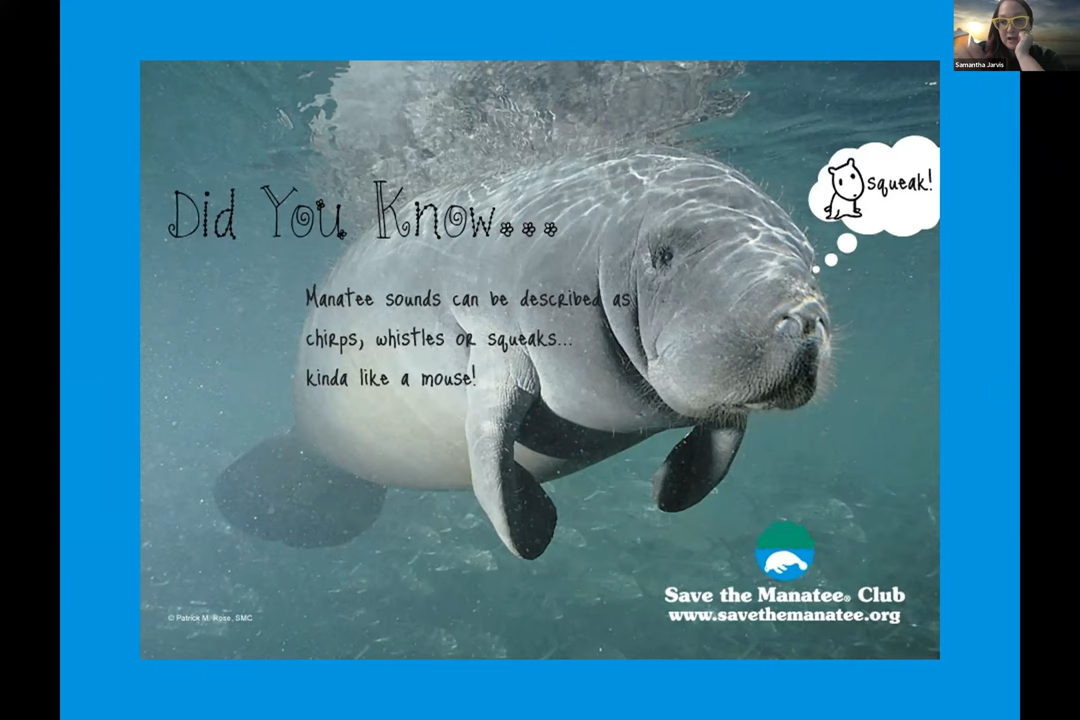 Samantha Jarvis
squeak!
Did You Know...
Manatee sounds can be described as
chirps, whistles or squeaks...
kinda like a mouse!
Save the Manatee® Club
www.savethemanatee.org
© Patrick M. Rose, SMC